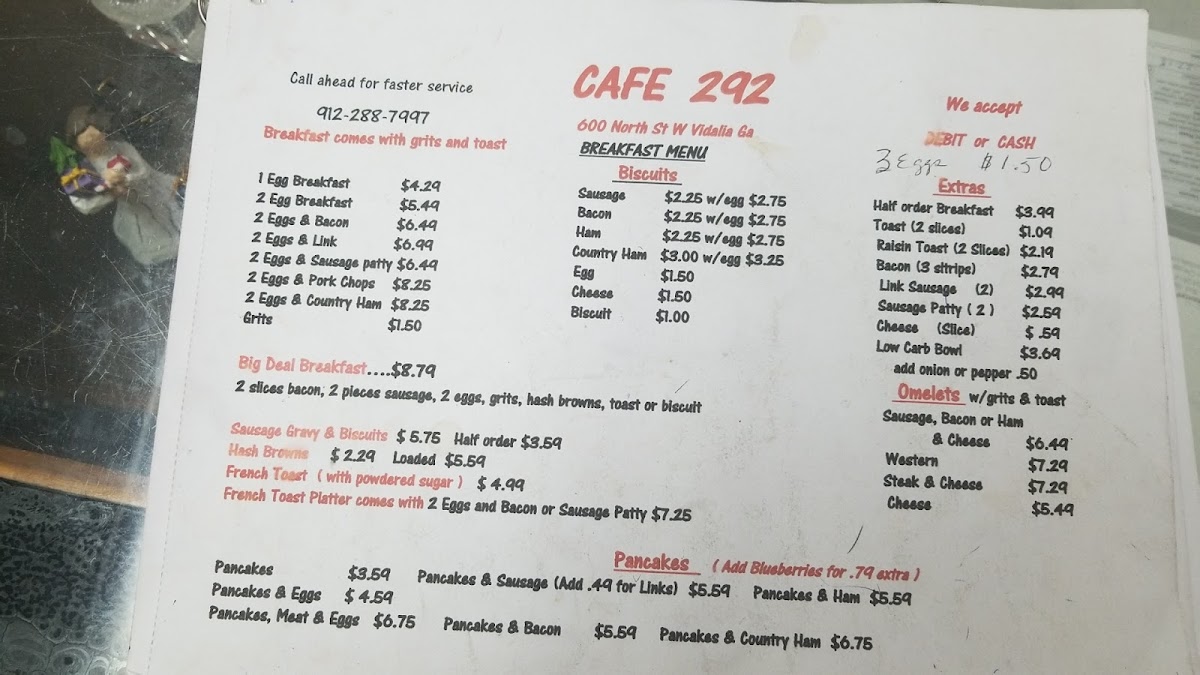 Call ahead for faster service
912-288-7997
Breakfast comes with grits and toast
1 Egg Breakfast $4.29
2 Egg Breakfast $5.49
2 Eggs & Bacon $6.49
2 Eggs & Link $6.99
2 Eggs & Sausage patty $6.49
2 Eggs & Pork Chops $8.25
2 Eggs & Country Ham $8.25
Grits $1.50
CAFE 292
600 North St W Vidalia Ga
BREAKFAST MENU
Biscuits
Sausage $2.25 w/egg $2.75
Bacon $2.25 w/egg $2.75
Ham $2.25 w/egg $2.75
Country Ham $3.00 w/egg $3.25
Egg $1.50
Cheese $1.50
Biscuit $1.00
We accept
DEBIT or CASH
3 Eggs $1.50
Extras
Half order Breakfast $3.99
Toast (2 slices) $1.09
Raisin Toast (2 Slices) $2.19
Bacon (3 sltrips) $2.79
Link Sausage (2) $2.99
Sausage Patty ( 2 ) $2.59
Cheese (Slice) $ .59
Low Carb Bowl $3.69
add onion or pepper .50
Omelets w/grits & toast
Sausage, Bacon or Ham
& Cheese $6.49
Western $7.29
Steak & Cheese $7.29
Cheese $5.49
Big Deal Breakfast....$8.79
2 slices bacon, 2 pieces sausage, 2 eggs, grits, hash browns, toast or biscuit
Sausage Gravy & Biscuits $ 5.75 Half order $3.59
Hash Browns $ 2.29 Loaded $5.59
French Toast ( with powdered sugar ) $ 4.99
French Toast Platter comes with 2 Eggs and Bacon or Sausage Patty $7.25
Pancakes ( Add Blueberries for .79 extra )
Pancakes $3.59 Pancakes & Sausage (Add .49 for Links) $5.59 Pancakes & Ham $5.59
Pancakes & Eggs $ 4.59
Pancakes, Meat & Eggs $6.75 Pancakes & Bacon $5.59 Pancakes & Country Ham $6.75